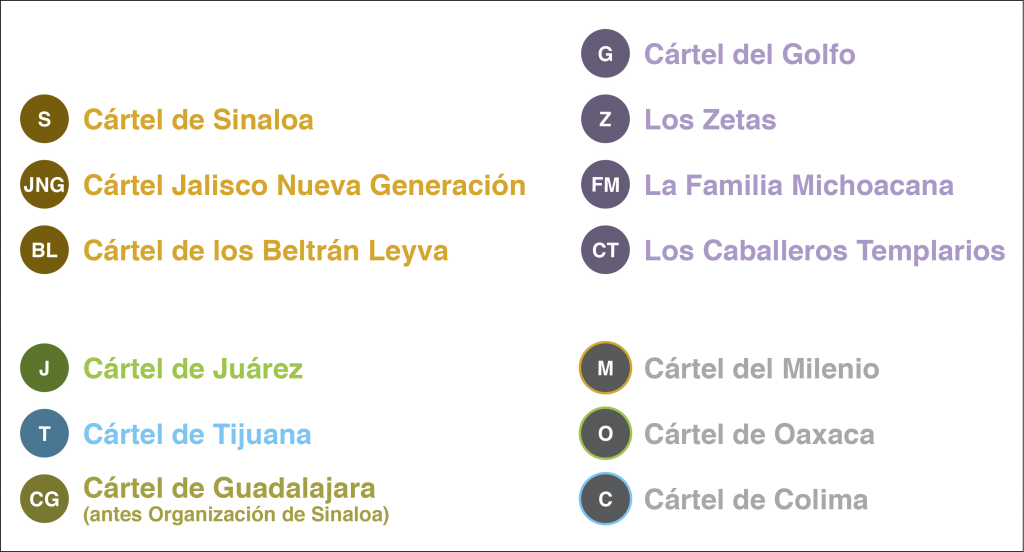 S Cártel de Sinaloa
JNG Cártel Jalisco Nueva Generación
BL Cártel de los Beltrán Leyva
J Cártel de Juárez
T Cártel de Tijuana
CG Cártel de Guadalajara
(antes Organización de Sinaloa)
G Cártel del Golfo
Z Los Zetas
FM La Familia Michoacana
CT Los Caballeros Templarios
M Cártel del Milenio
O Cártel de Oaxaca
C Cártel de Colima